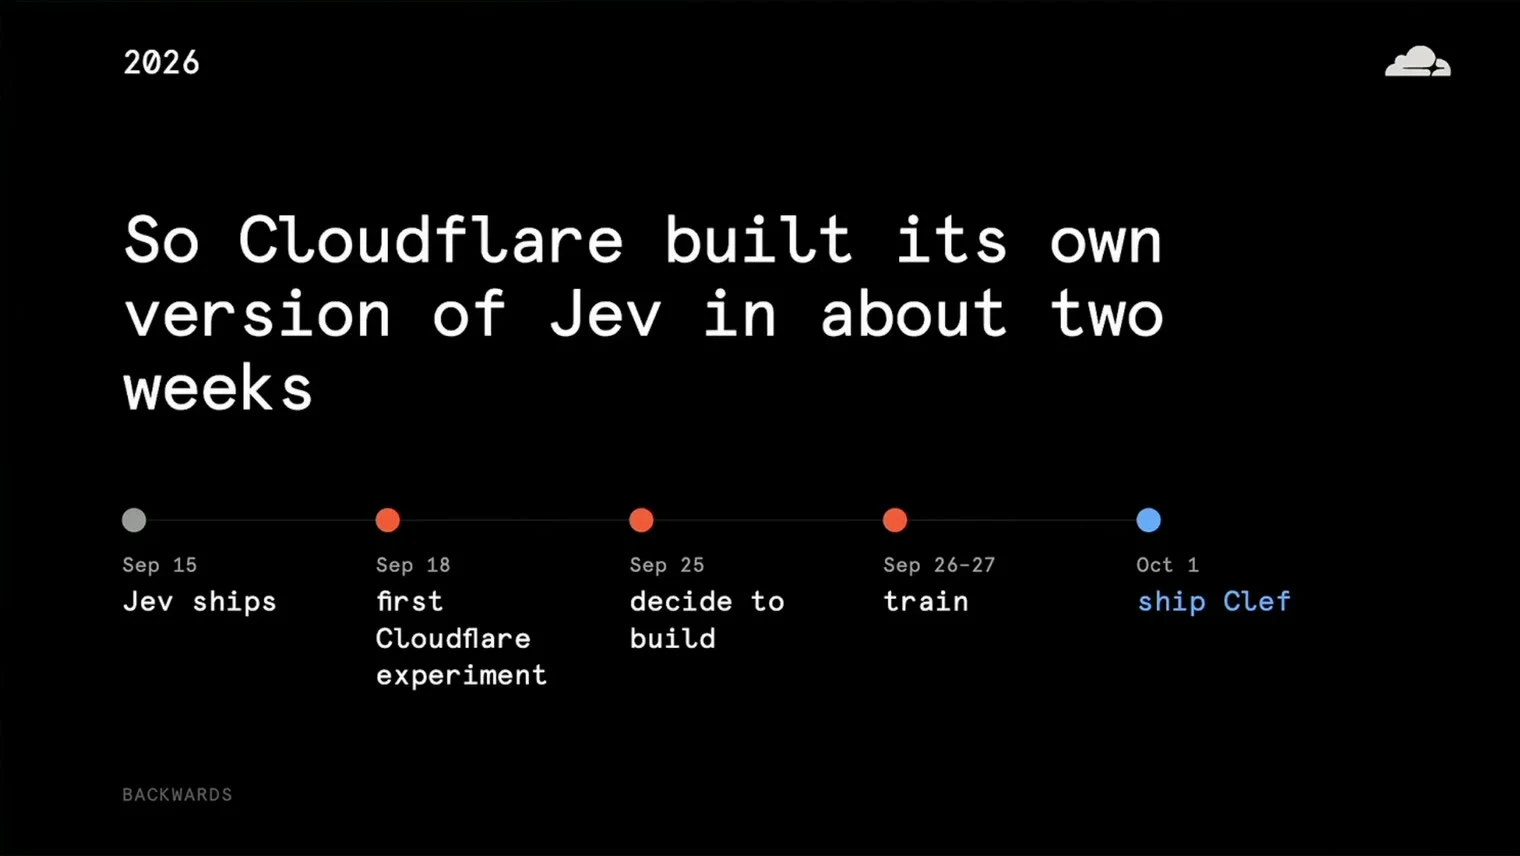 2026
So Cloudflare built its own
version of Jev in about two
weeks
Sep 15
Jev ships
Sep 18
first
Cloudflare
experiment
Sep 25
decide to
build
Sep 26–27
train
Oct 1
ship Clef
BACKWARDS